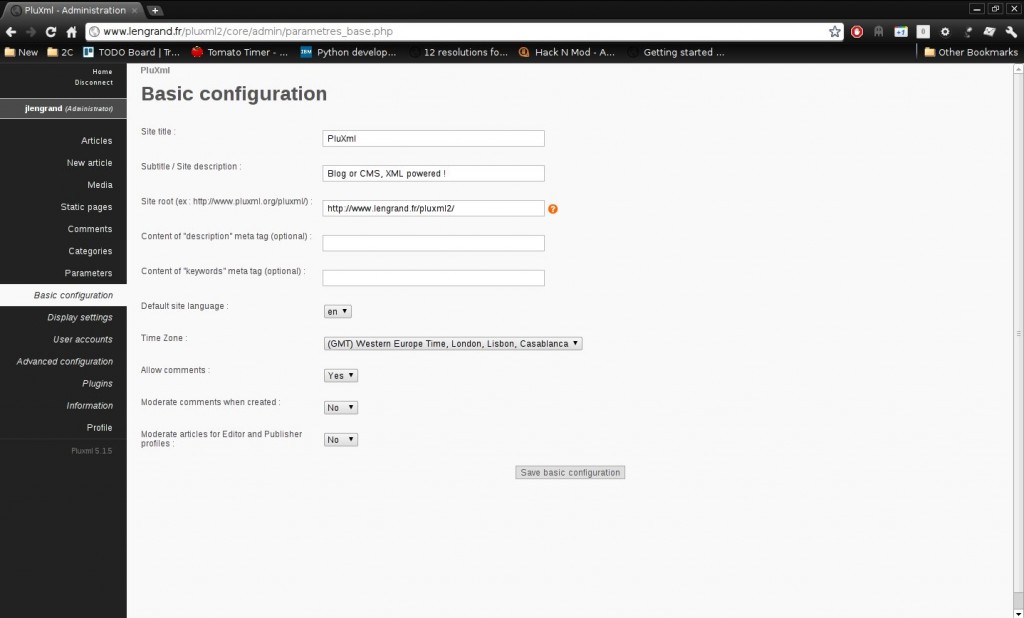 PluXml - Administration
www.lengrand.fr/pluxml2/core/admin/parametres_base.php
New
2C
TODO Board | Tr...
Tomato Timer - ...
Python develop...
12 resolutions fo...
Hack N Mod - A...
Getting started ...
Other Bookmarks
Home
Disconnect
jlengrand (Administrator)
Articles
New article
Media
Static pages
Comments
Categories
Parameters
Basic configuration
Display settings
User accounts
Advanced configuration
Plugins
Information
Profile
Pluxml 5.1.5
PluXml
Basic configuration
Site title :
PluXml
Subtitle / Site description :
Blog or CMS, XML powered !
Site root (ex : http://www.pluxml.org/pluxml/) :
http://www.lengrand.fr/pluxml2/
Content of "description" meta tag (optional) :
Content of "keywords" meta tag (optional) :
Default site language :
en
Time Zone :
(GMT) Western Europe Time, London, Lisbon, Casablanca
Allow comments :
Yes
Moderate comments when created :
No
Moderate articles for Editor and Publisher
profiles :
No
Save basic configuration